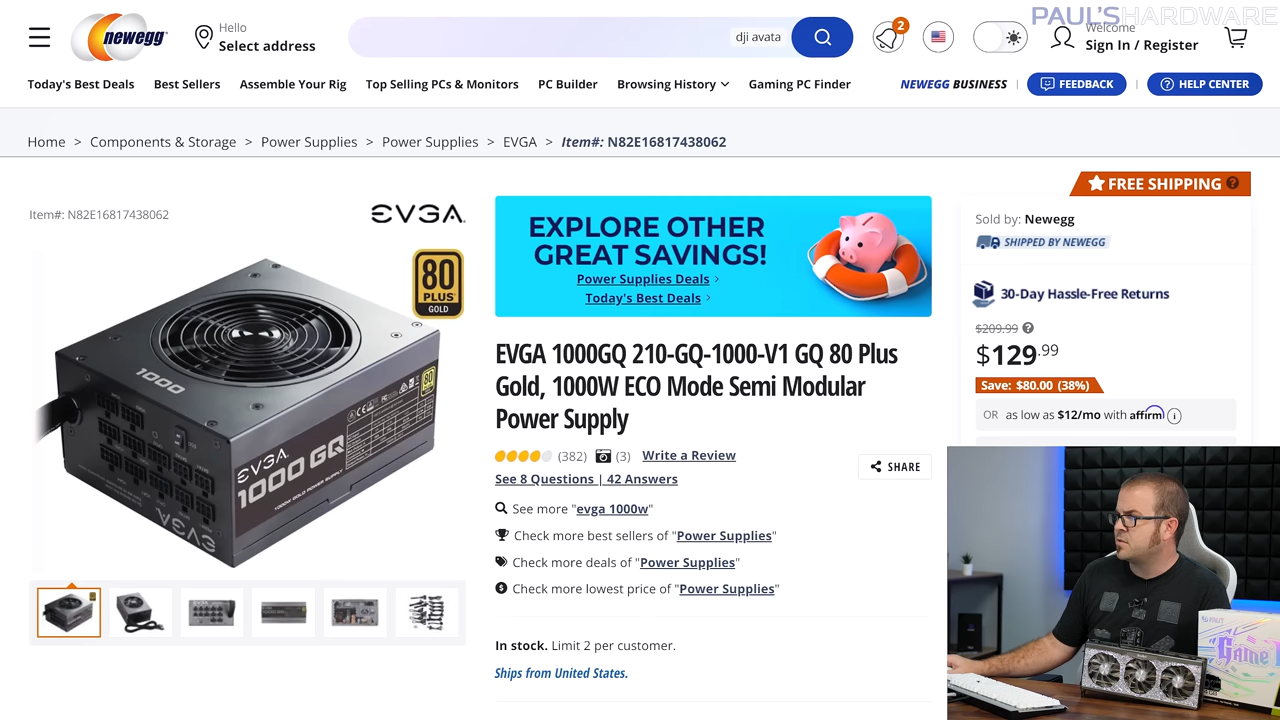 PAUL'SHARDWARE
newegg
Hello
Select address
dji avata
2
Welcome
Sign In / Register
Today's Best Deals
Best Sellers
Assemble Your Rig
Top Selling PCs & Monitors
PC Builder
Browsing History
Gaming PC Finder
NEWEGG BUSINESS
FEEDBACK
HELP CENTER
Home > Components & Storage > Power Supplies > Power Supplies > EVGA > Item#: N82E16817438062
Item#: N82E16817438062
EVGA
80
PLUS
GOLD
1000
EVGA
1000 GQ
1000W GOLD POWER SUPPLY
EVGA
EXPLORE OTHER
GREAT SAVINGS!
Power Supplies Deals
Today's Best Deals
EVGA 1000GQ 210-GQ-1000-V1 GQ 80 Plus
Gold, 1000W ECO Mode Semi Modular
Power Supply
(382) (3) Write a Review
See 8 Questions | 42 Answers
SHARE
See more "evga 1000w"
Check more best sellers of "Power Supplies"
Check more deals of "Power Supplies"
Check more lowest price of "Power Supplies"
In stock. Limit 2 per customer.
Ships from United States.
FREE SHIPPING
Sold by: Newegg
SHIPPED BY NEWEGG
30-Day Hassle-Free Returns
$209.99
$129.99
Save: $80.00 (38%)
OR as low as $12/mo with affirm
PALIT